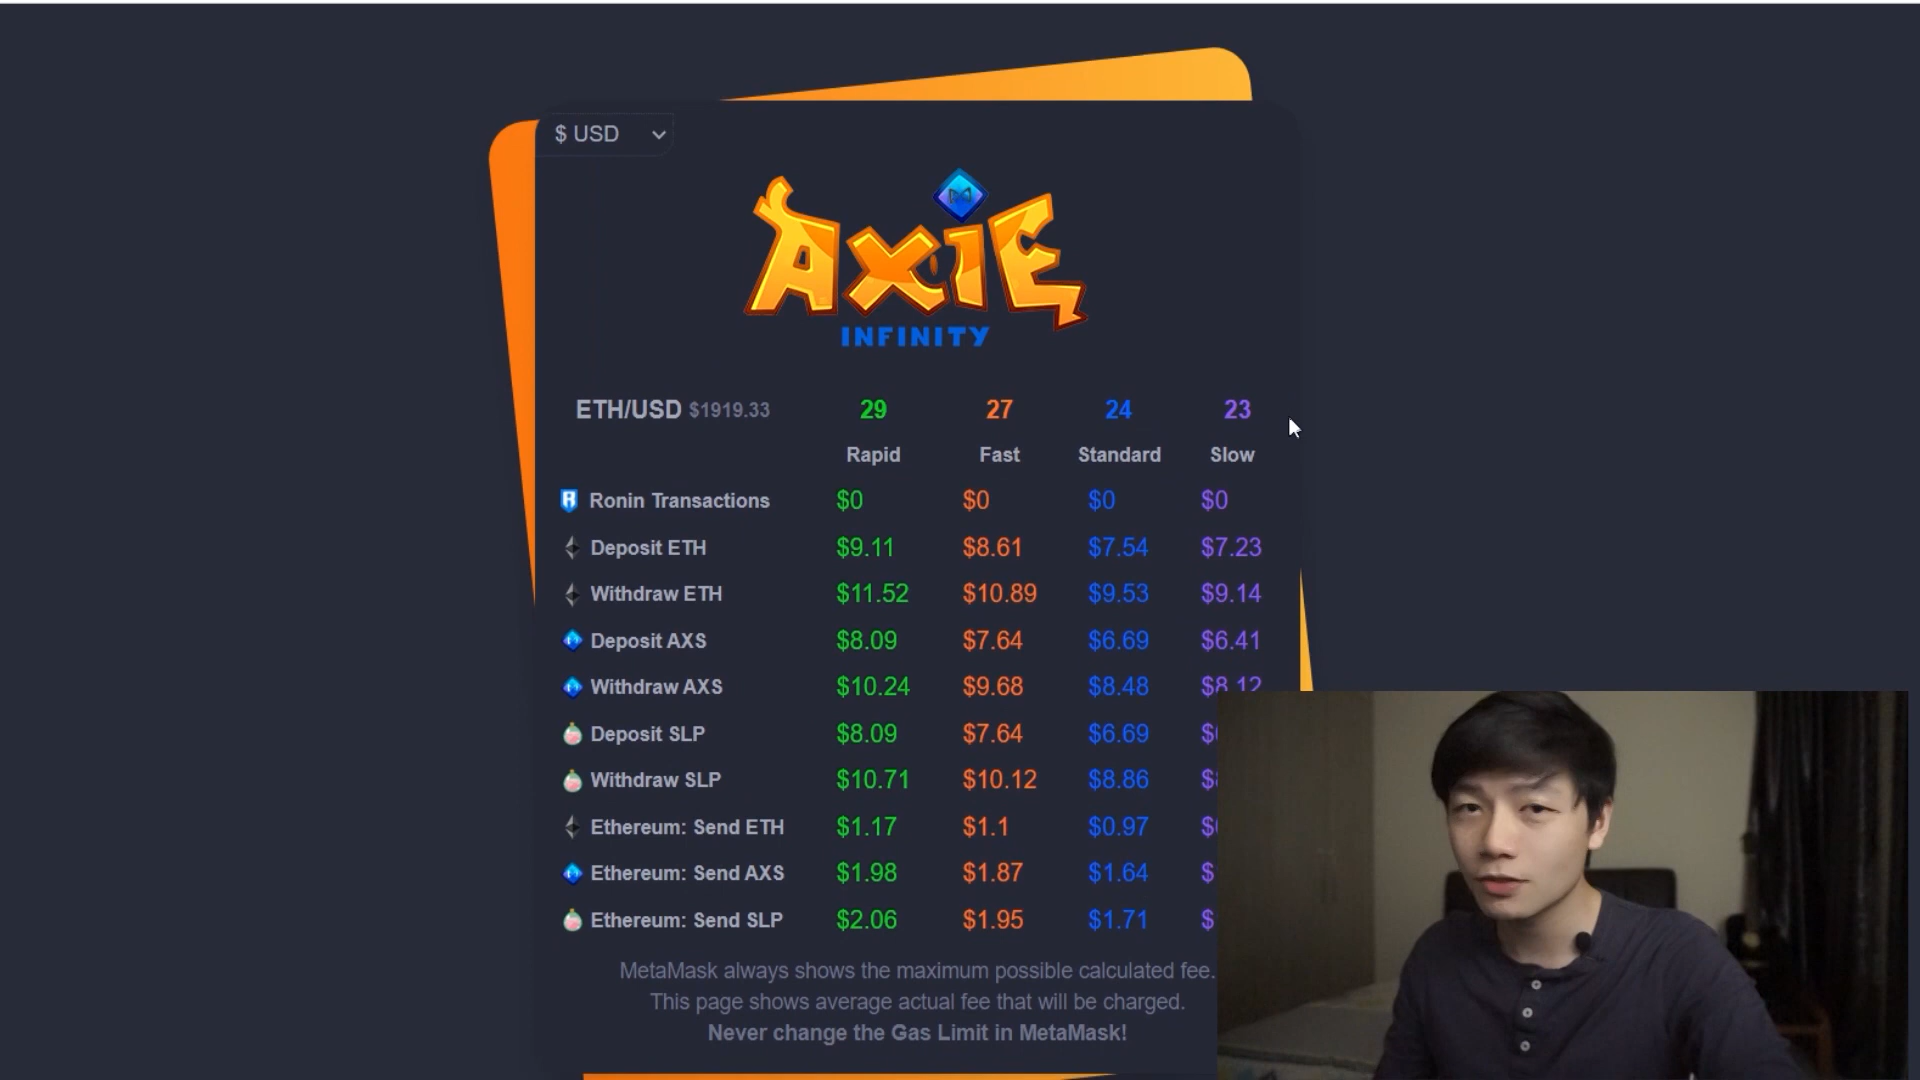 $ USD
AXIE
INFINITY
ETH/USD $1919.33 29 27 24 23
Rapid Fast Standard Slow
Ronin Transactions $0 $0 $0 $0
Deposit ETH $9.11 $8.61 $7.54 $7.23
Withdraw ETH $11.52 $10.89 $9.53 $9.14
Deposit AXS $8.09 $7.64 $6.69 $6.41
Withdraw AXS $10.24 $9.68 $8.48 $8.12
Deposit SLP $8.09 $7.64 $6.69
Withdraw SLP $10.71 $10.12 $8.86
Ethereum: Send ETH $1.17 $1.1 $0.97
Ethereum: Send AXS $1.98 $1.87 $1.64 $
Ethereum: Send SLP $2.06 $1.95 $1.71 $
MetaMask always shows the maximum possible calculated fee.
This page shows average actual fee that will be charged.
Never change the Gas Limit in MetaMask!